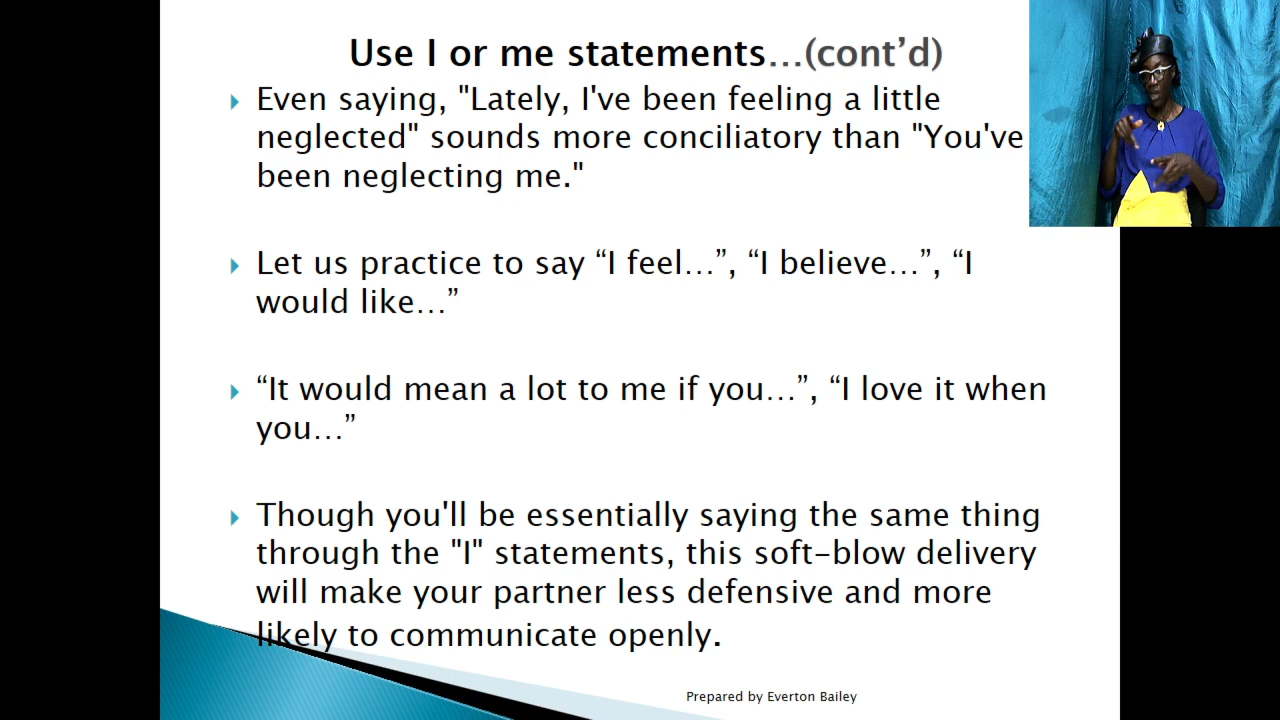 Use I or me statements…(cont’d)
Even saying, "Lately, I've been feeling a little
neglected" sounds more conciliatory than "You've
been neglecting me."
Let us practice to say “I feel…”, “I believe…”, “I
would like…”
“It would mean a lot to me if you…”, “I love it when
you…”
Though you'll be essentially saying the same thing
through the "I" statements, this soft-blow delivery
will make your partner less defensive and more
likely to communicate openly.
Prepared by Everton Bailey